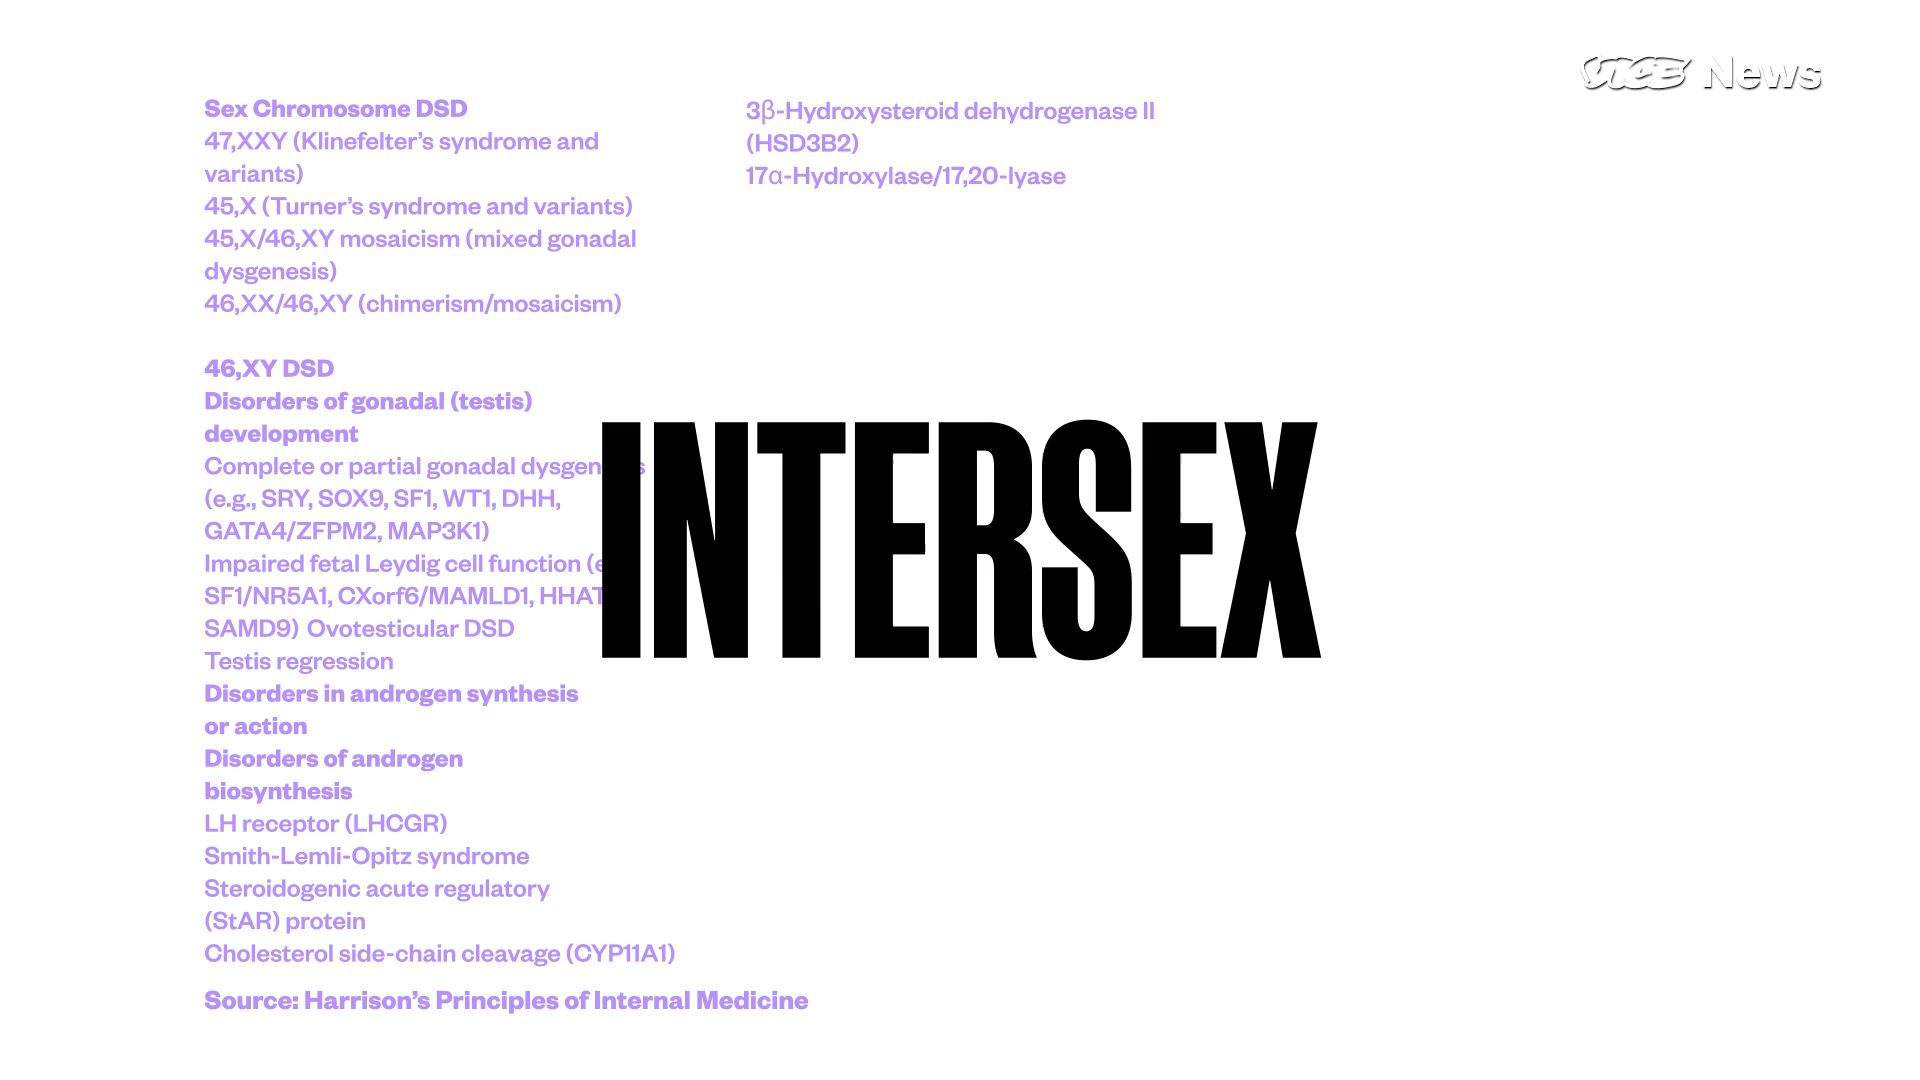 VICE News
Sex Chromosome DSD
47,XXY (Klinefelter’s syndrome and
variants)
45,X (Turner’s syndrome and variants)
45,X/46,XY mosaicism (mixed gonadal
dysgenesis)
46,XX/46,XY (chimerism/mosaicism)
46,XY DSD
Disorders of gonadal (testis)
development
Complete or partial gonadal
(e.g., SRY, SOX9, SF1, WT1, DHH,
GATA4/ZFPM2, MAP3K1)
Impaired fetal Leydig cell function
SF1/NR5A1, CXorf6/MAMLD1, HHAT
SAMD9) Ovotesticular DSD
Testis regression
Disorders in androgen synthesis
or action
Disorders of androgen
biosynthesis
LH receptor (LHCGR)
Smith-Lemli-Opitz syndrome
Steroidogenic acute regulatory
(StAR) protein
Cholesterol side-chain cleavage (CYP11A1)
3β-Hydroxysteroid dehydrogenase II
(HSD3B2)
17α-Hydroxylase/17,20-lyase
INTERSEX
Source: Harrison’s Principles of Internal Medicine